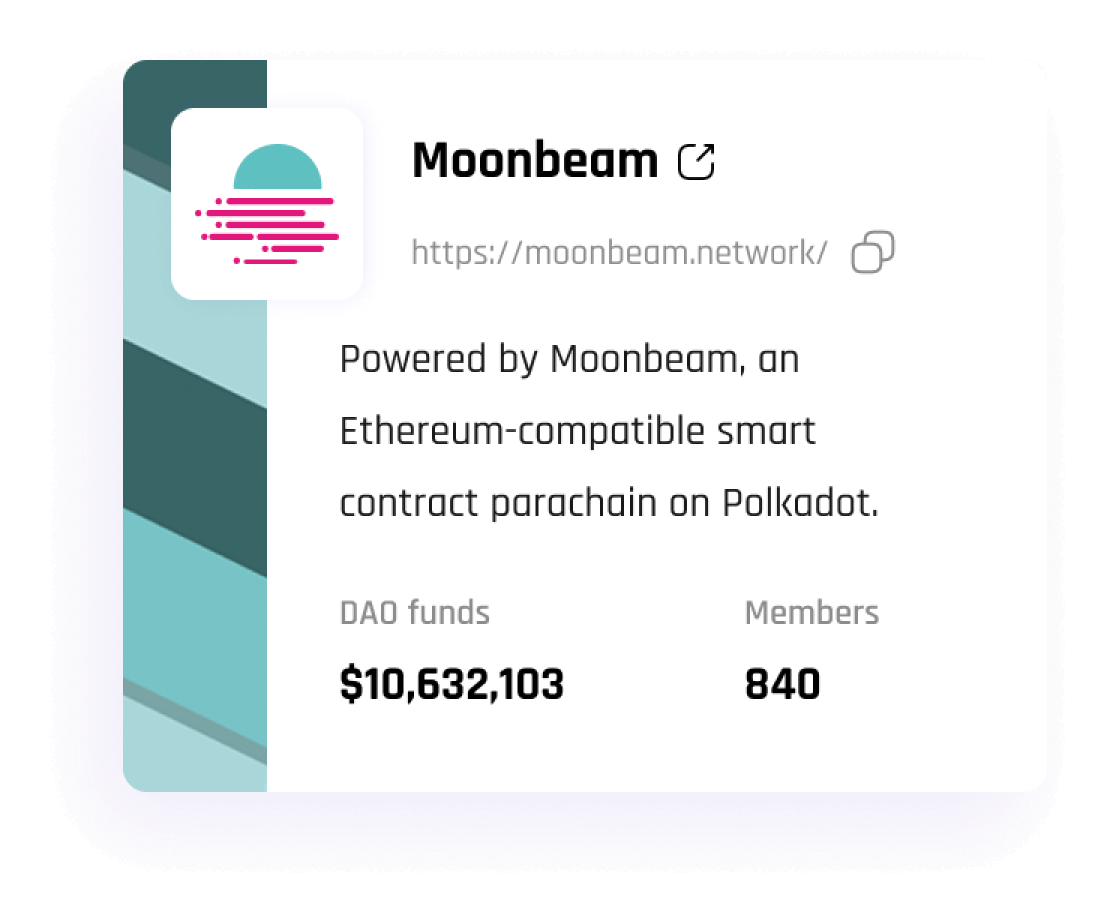 Moonbeam
https://moonbeam.network/
Powered by Moonbeam, an
Ethereum-compatible smart
contract parachain on Polkadot.
DAO funds
Members
$10,632,103
840